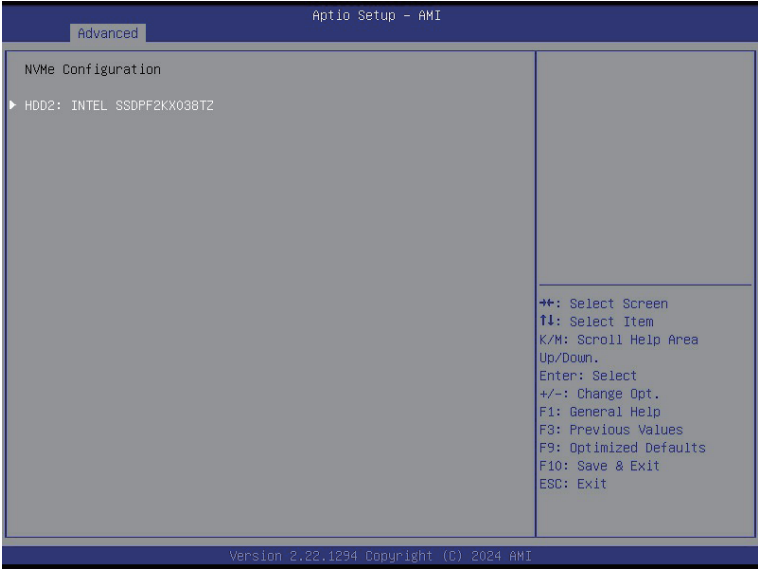 Aptio Setup – AMI
Advanced
NVMe Configuration
▶ HDD2: INTEL SSDPF2KX038TZ
→←: Select Screen
↑↓: Select Item
K/M: Scroll Help Area
Up/Down.
Enter: Select
+/-: Change Opt.
F1: General Help
F3: Previous Values
F9: Optimized Defaults
F10: Save & Exit
ESC: Exit
Version 2.22.1294 Copyright (C) 2024 AMI